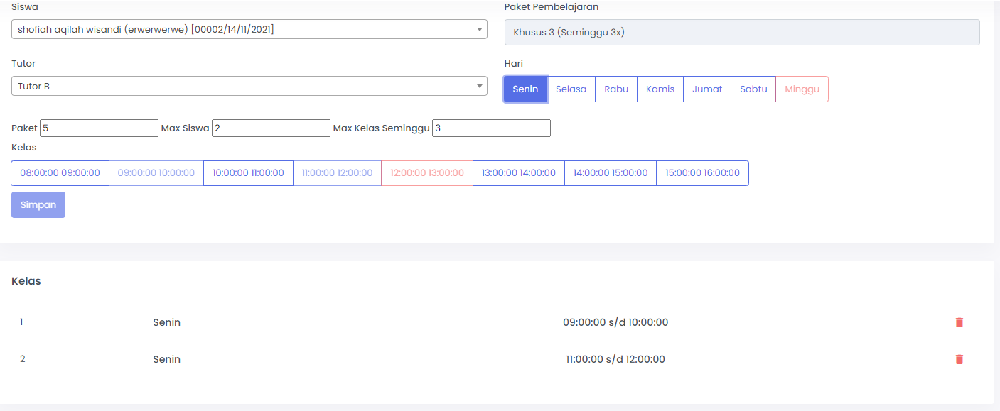 Siswa
Paket Pembelajaran
shofiah aqilah wisandi (erwerwerwe) [00002/14/11/2021]
Khusus 3 (Seminggu 3x)
Tutor
Hari
Tutor B
Senin Selasa Rabu Kamis Jumat Sabtu Minggu
Paket 5 Max Siswa 2 Max Kelas Seminggu 3
Kelas
08:00:00 09:00:00 09:00:00 10:00:00 10:00:00 11:00:00 11:00:00 12:00:00 12:00:00 13:00:00 13:00:00 14:00:00 14:00:00 15:00:00 15:00:00 16:00:00
Simpan
Kelas
1 Senin 09:00:00 s/d 10:00:00
2 Senin 11:00:00 s/d 12:00:00